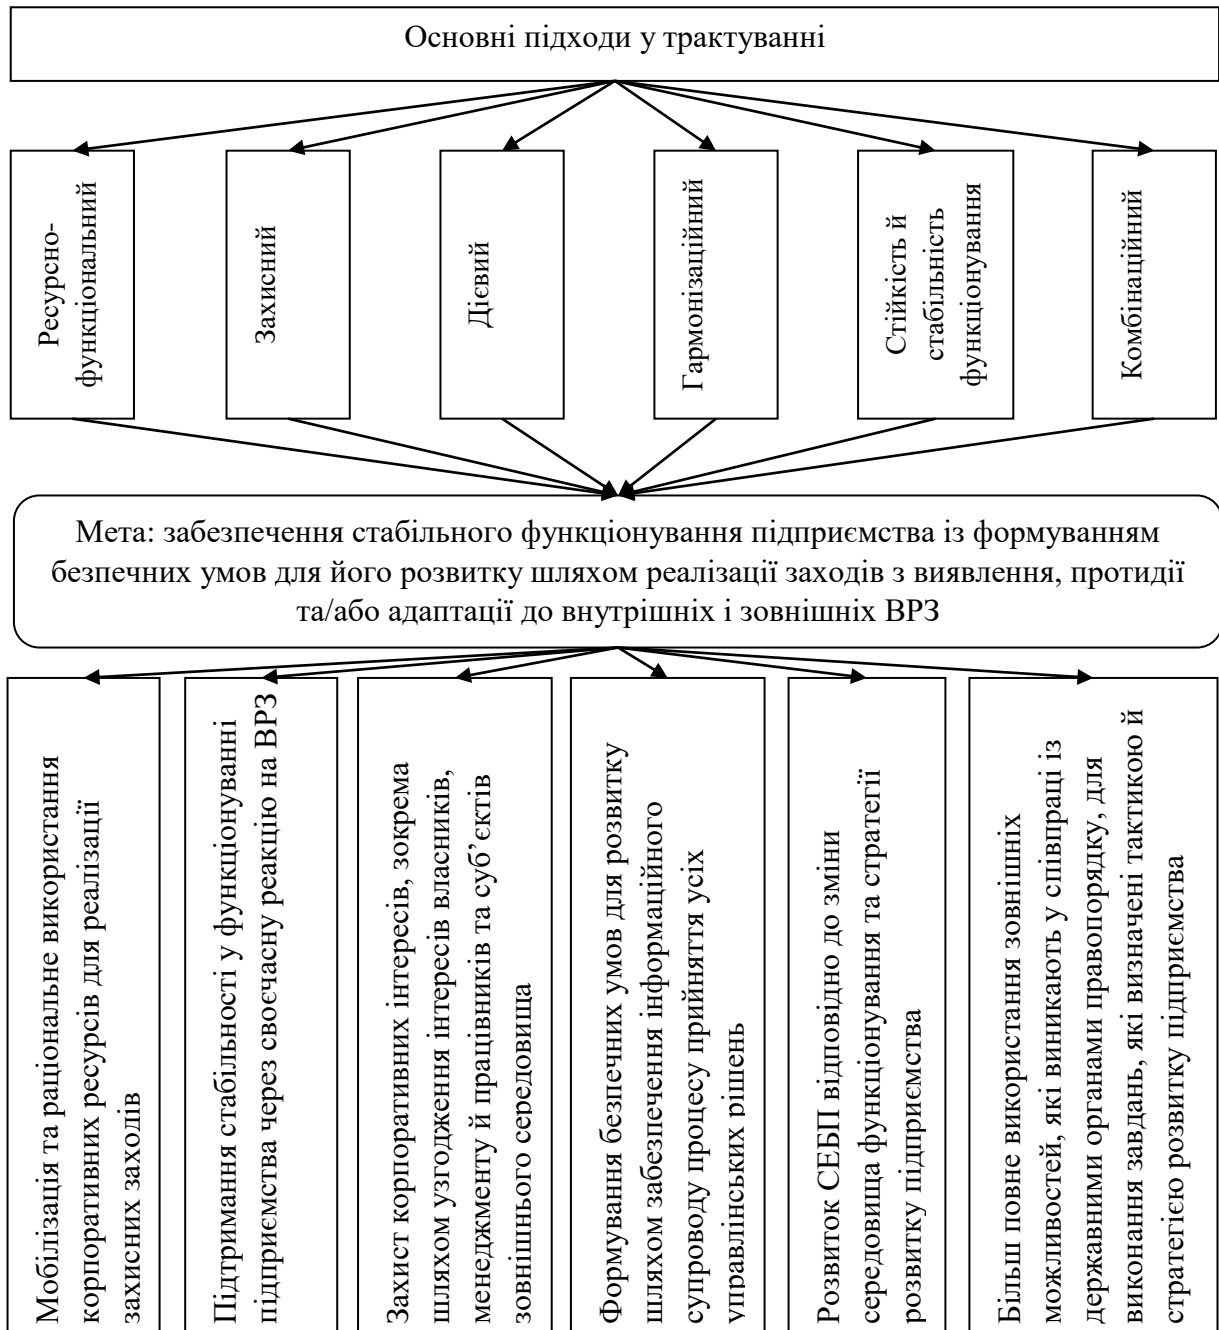 Основні підходи у трактуванні
Ресурсно-
функціональний
Захисний
Дієвий
Гармонізаційний
Стійкість й
стабільність
функціонування
Комбінаційний
Мета: забезпечення стабільного функціонування підприємства із формуванням
безпечних умов для його розвитку шляхом реалізації заходів з виявлення, протидії
та/або адаптації до внутрішніх і зовнішніх ВРЗ
Мобілізація та раціональне використання
корпоративних ресурсів для реалізації
захисних заходів
Підтримання стабільності у функціонуванні
підприємства через своєчасну реакцію на ВРЗ
Захист корпоративних інтересів, зокрема
шляхом узгодження інтересів власників,
менеджменту й працівників та суб’єктів
зовнішнього середовища
Формування безпечних умов для розвитку
шляхом забезпечення інформаційного
супроводу процесу прийняття усіх
управлінських рішень
Розвиток СЕБП відповідно до зміни
середовища функціонування та стратегії
розвитку підприємства
Більш повне використання зовнішніх
можливостей, які виникають у співпраці із
державними органами правопорядку, для
виконання завдань, які визначені тактикою й
стратегією розвитку підприємства